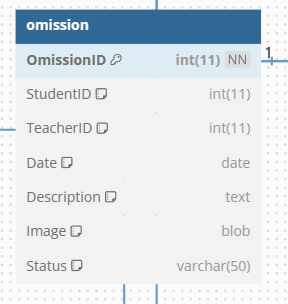 omission
OmissionID int(11) NN
1
StudentID int(11)
TeacherID int(11)
Date date
Description text
Image blob
Status varchar(50)